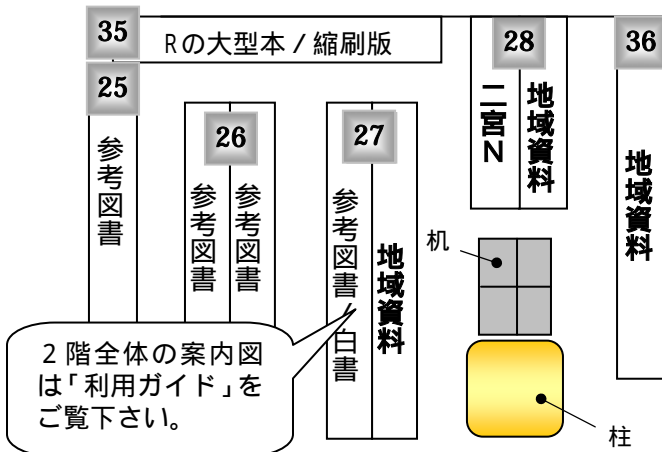 35
Rの大型本/縮刷版
28
36
25
26
27
二宮N
地域資料
地域資料
参考図書
参考図書
参考図書
参考図書/白書
地域資料
机
2階全体の案内図
は「利用ガイド」を
ご覧下さい。
柱